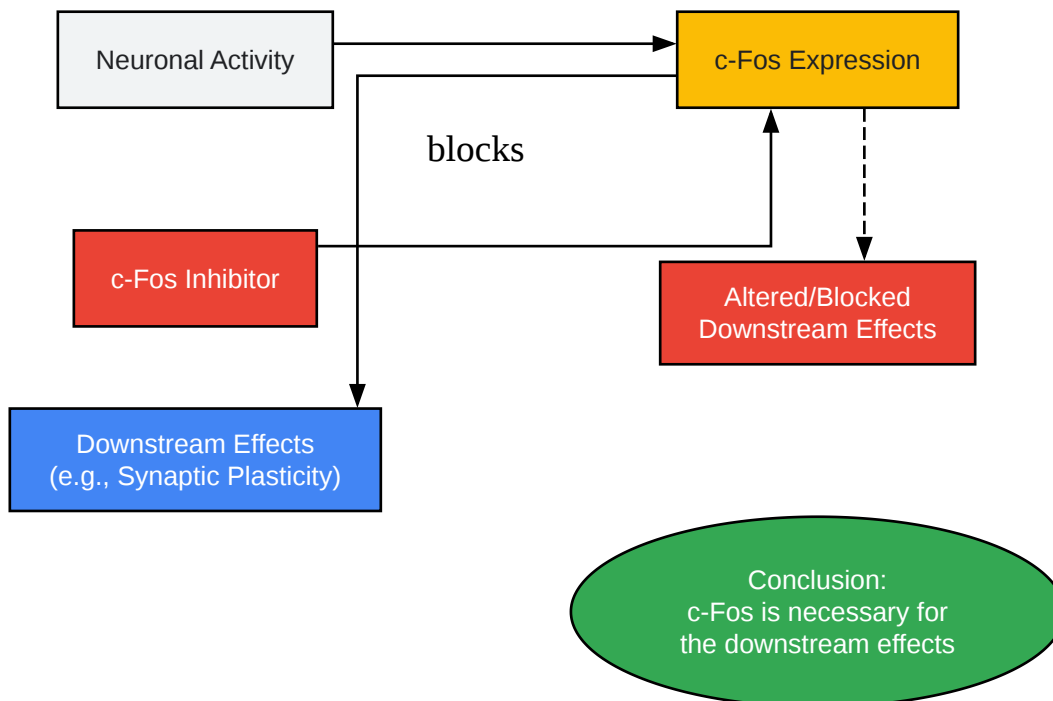 Neuronal Activity
c-Fos Expression
blocks
c-Fos Inhibitor
Altered/Blocked
Downstream Effects
Downstream Effects
(e.g., Synaptic Plasticity)
Conclusion:
c-Fos is necessary for
the downstream effects